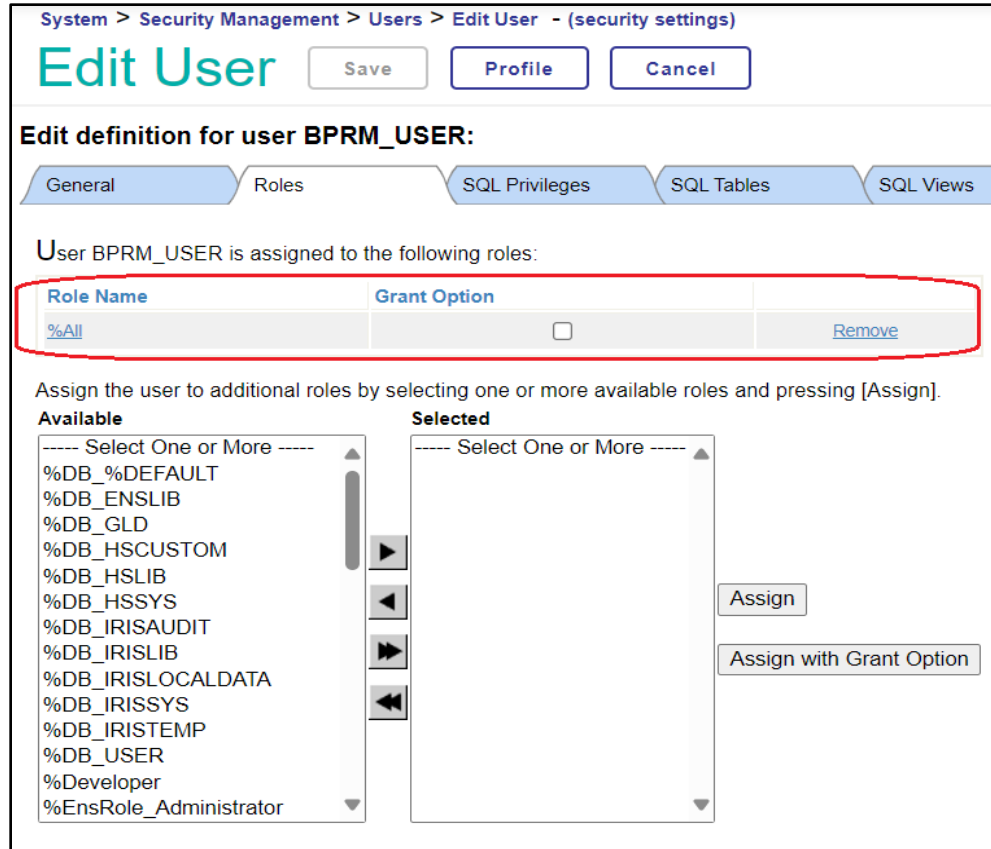 System > Security Management > Users > Edit User - (security settings)
Edit User Save Profile Cancel
Edit definition for user BPRM_USER:
General Roles SQL Privileges SQL Tables SQL Views
User BPRM_USER is assigned to the following roles:
Role Name Grant Option
%All Remove
Assign the user to additional roles by selecting one or more available roles and pressing [Assign].
Available Selected
----- Select One or More ----- ----- Select One or More -----
%DB_%DEFAULT
%DB_ENSLIB
%DB_GLD
%DB_HSCUSTOM
%DB_HSLIB
%DB_HSSYS
Assign
%DB_IRISAUDIT
%DB_IRISLIB
Assign with Grant Option
%DB_IRISLOCALDATA
%DB_IRISSYS
%DB_IRISTEMP
%DB_USER
%Developer
%EnsRole_Administrator